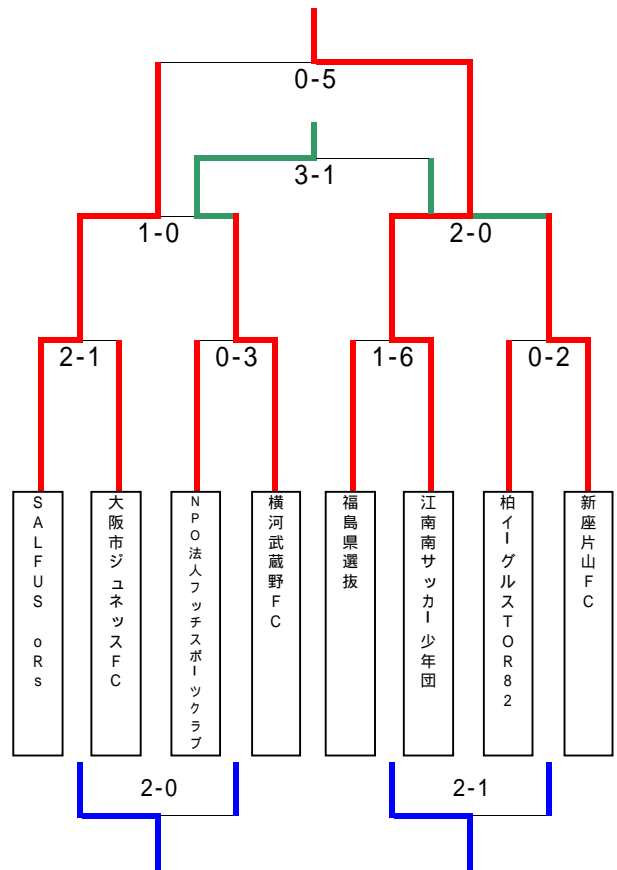 0-5
3-1
1-0
2-0
2-1
0-3
1-6
0-2
SALFUS oRs
大阪市ジュネッスFC
NPO法人フッチスポーツクラブ
横河武蔵野FC
福島県選抜
江南南サッカー少年団
柏イーグルスTOR82
新座片山FC
2-0
2-1